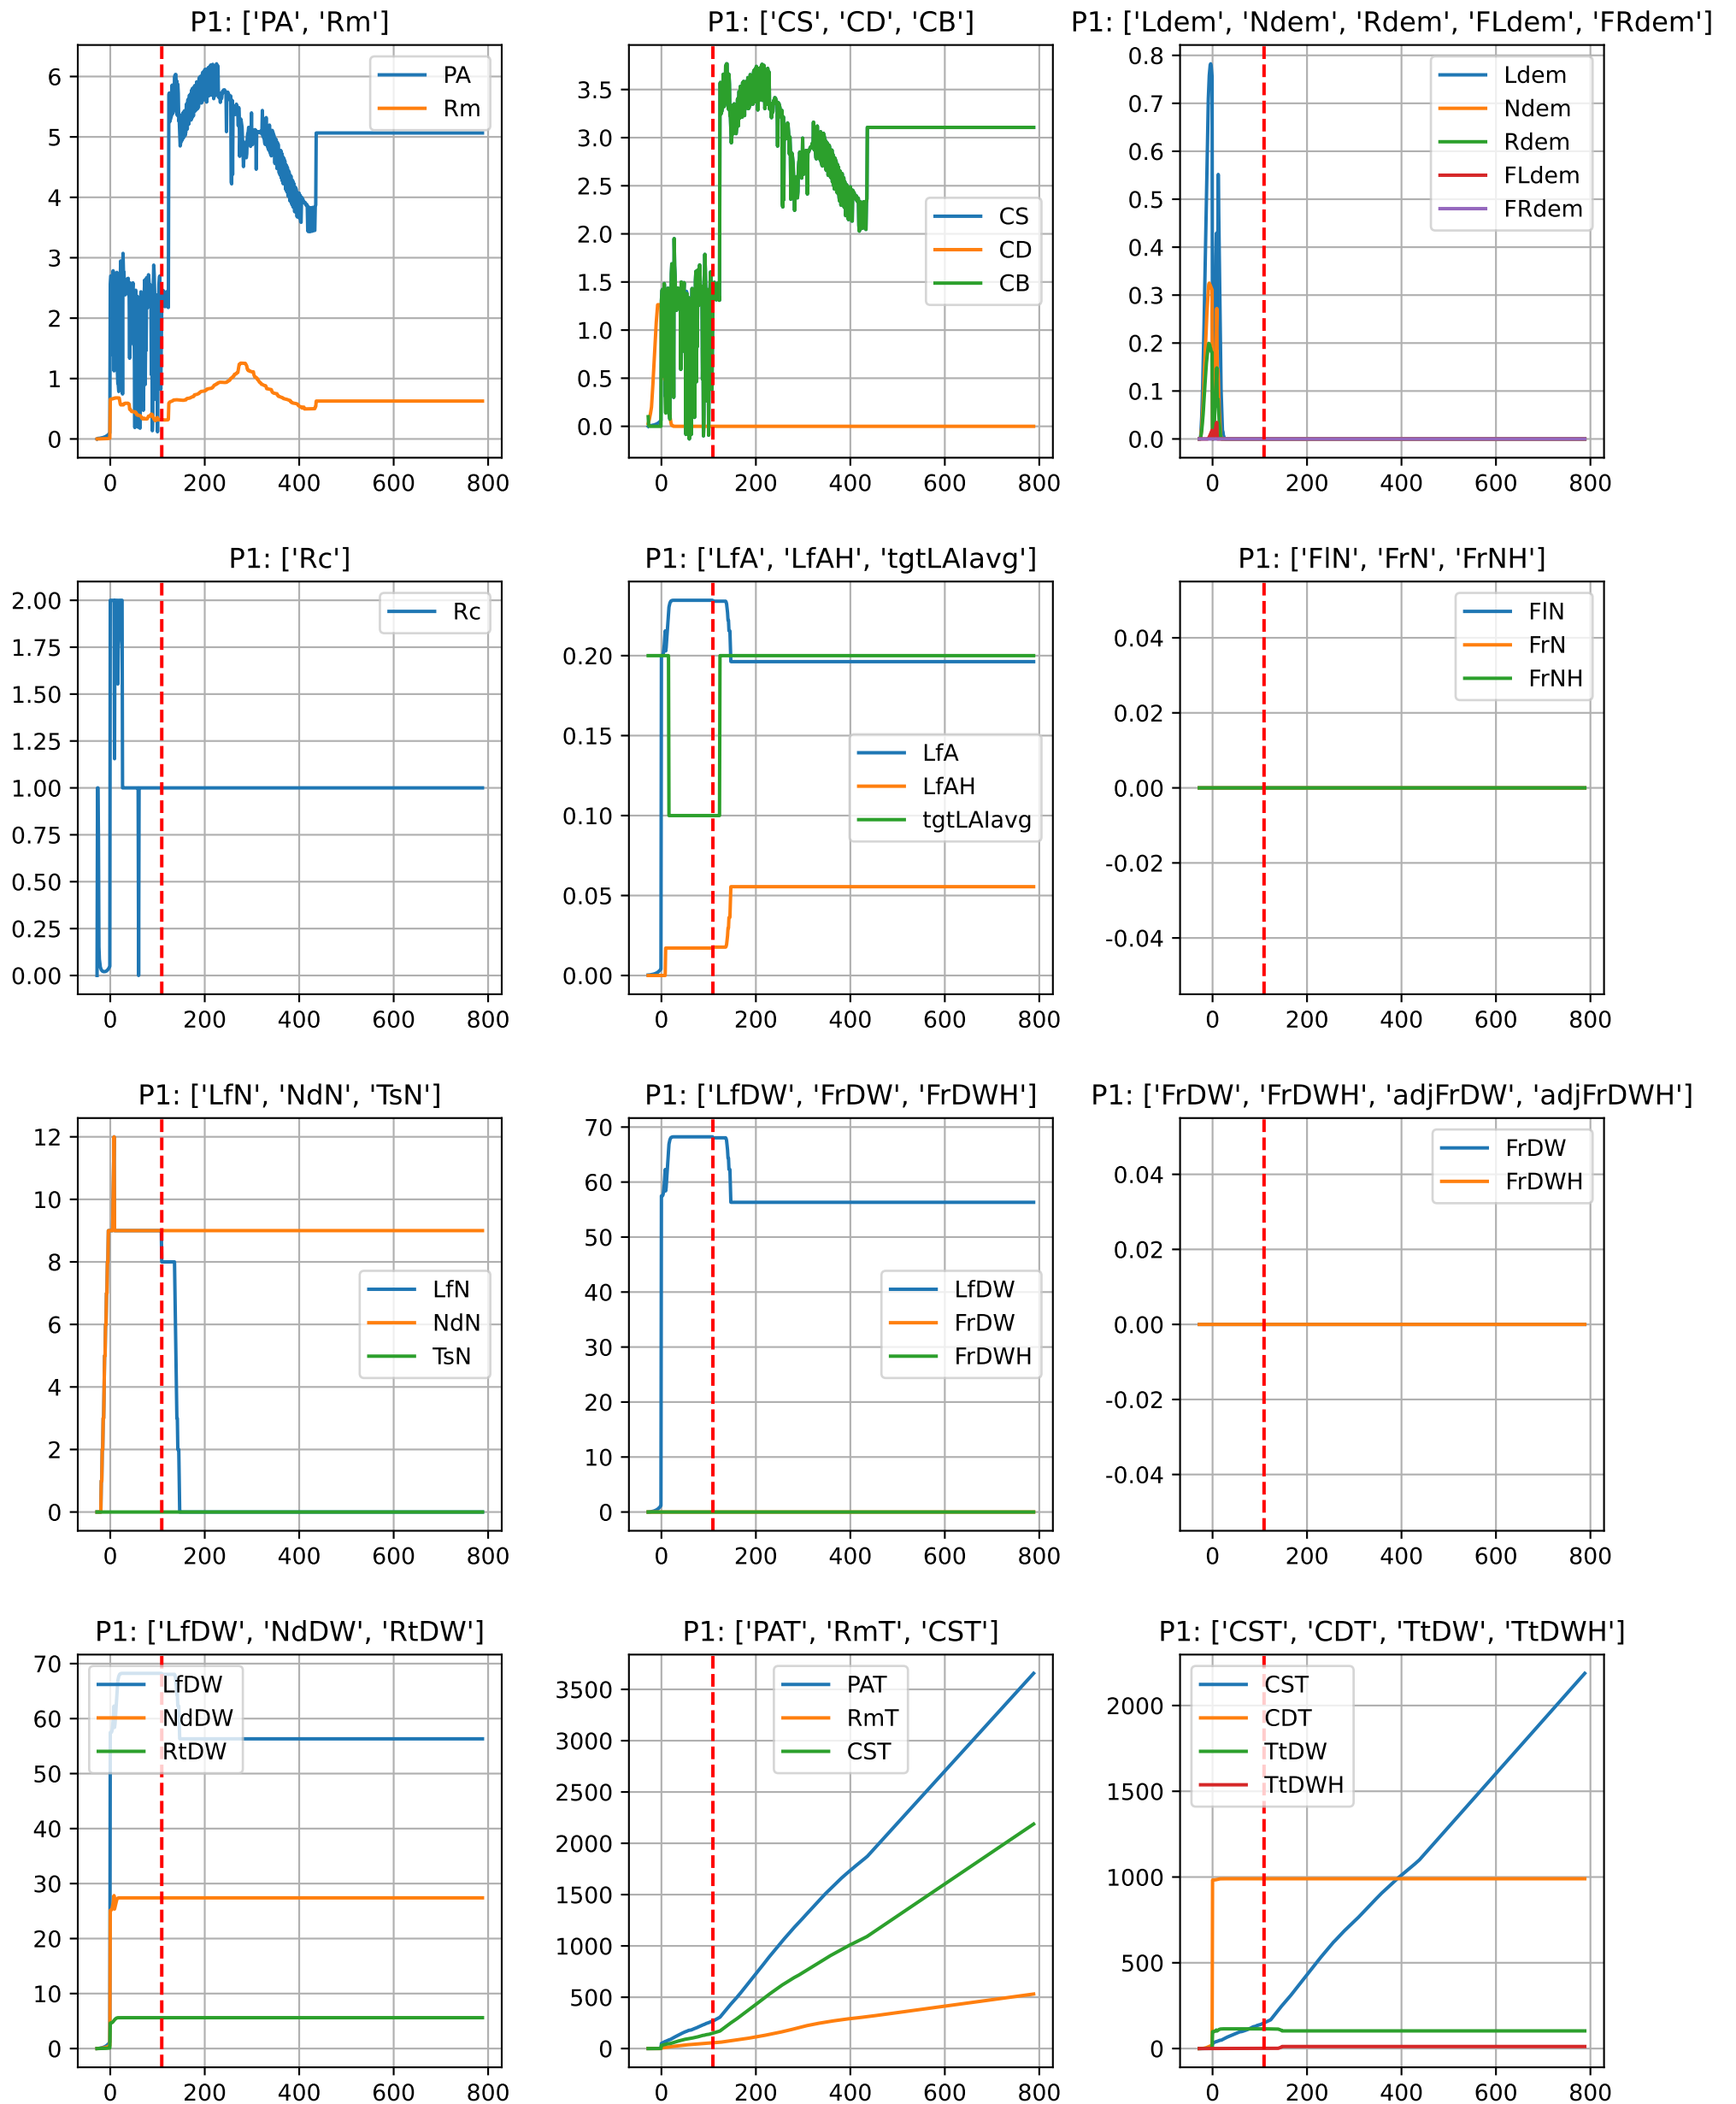 P1: ['PA', 'Rm']
6
5
4
3
2
1
0
PA
Rm
0 200 400 600 800
P1: ['CS', 'CD', 'CB']
3.5
3.0
2.5
2.0
1.5
1.0
0.5
0.0
CS
CD
CB
0 200 400 600 800
P1: ['Ldem', 'Ndem', 'Rdem', 'FLdem', 'FRdem']
0.8
0.7
0.6
0.5
0.4
0.3
0.2
0.1
0.0
Ldem
Ndem
Rdem
FLdem
FRdem
0 200 400 600 800
P1: ['Rc']
2.00
1.75
1.50
1.25
1.00
0.75
0.50
0.25
0.00
Rc
0 200 400 600 800
P1: ['LfA', 'LfAH', 'tgtLAIavg']
0.20
0.15
0.10
0.05
0.00
LfA
LfAH
tgtLAIavg
0 200 400 600 800
P1: ['FlN', 'FrN', 'FrNH']
0.04
0.02
0.00
-0.02
-0.04
FlN
FrN
FrNH
0 200 400 600 800
P1: ['LfN', 'NdN', 'TsN']
12
10
8
6
4
2
0
LfN
NdN
TsN
0 200 400 600 800
P1: ['LfDW', 'FrDW', 'FrDWH']
70
60
50
40
30
20
10
0
LfDW
FrDW
FrDWH
0 200 400 600 800
P1: ['FrDW', 'FrDWH', 'adjFrDW', 'adjFrDWH']
0.04
0.02
0.00
-0.02
-0.04
FrDW
FrDWH
0 200 400 600 800
P1: ['LfDW', 'NdDW', 'RtDW']
70
60
50
40
30
20
10
0
LfDW
NdDW
RtDW
0 200 400 600 800
P1: ['PAT', 'RmT', 'CST']
3500
3000
2500
2000
1500
1000
500
0
PAT
RmT
CST
0 200 400 600 800
P1: ['CST', 'CDT', 'TtDW', 'TtDWH']
2000
1500
1000
500
0
CST
CDT
TtDW
TtDWH
0 200 400 600 800